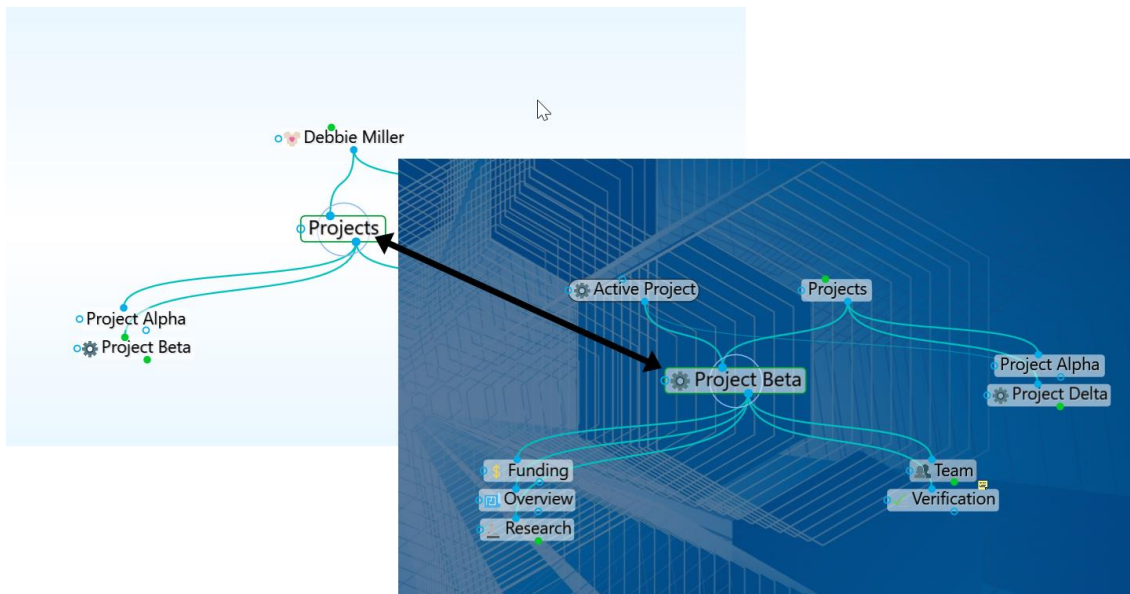 Debbie Miller
Projects
Project Alpha
Project Beta
Active Project
Projects
Project Beta
Project Alpha
Project Delta
Funding
Overview
Research
Team
Verification